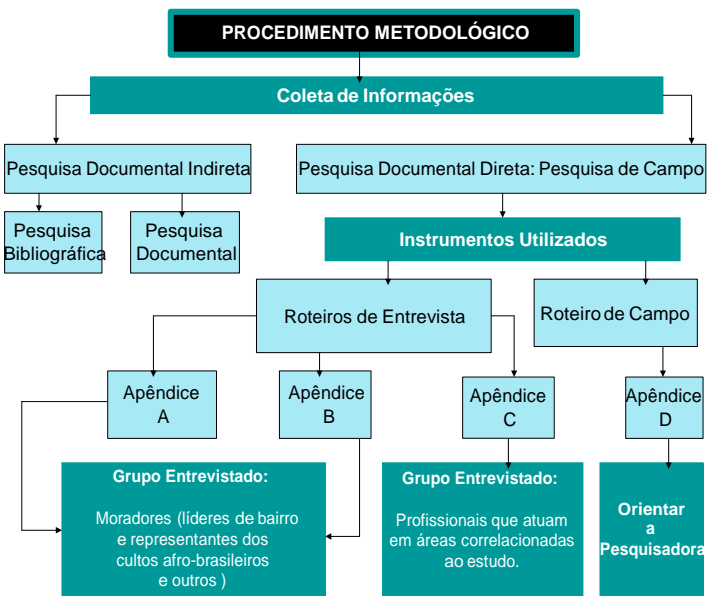 PROCEDIMENTO METODOLÓGICO
Coleta de Informações
Pesquisa Documental Indireta
Pesquisa Documental Direta: Pesquisa de Campo
Pesquisa
Bibliográfica
Pesquisa
Documental
Instrumentos Utilizados
Roteiros de Entrevista
Roteiro de Campo
Apêndice
A
Apêndice
B
Apêndice
C
Apêndice
D
Grupo Entrevistado:
Moradores (líderes de bairro
e representantes dos
cultos afro-brasileiros
e outros )
Grupo Entrevistado:
Profissionais que atuam
em áreas correlacionadas
ao estudo.
Orientar
a
Pesquisadora